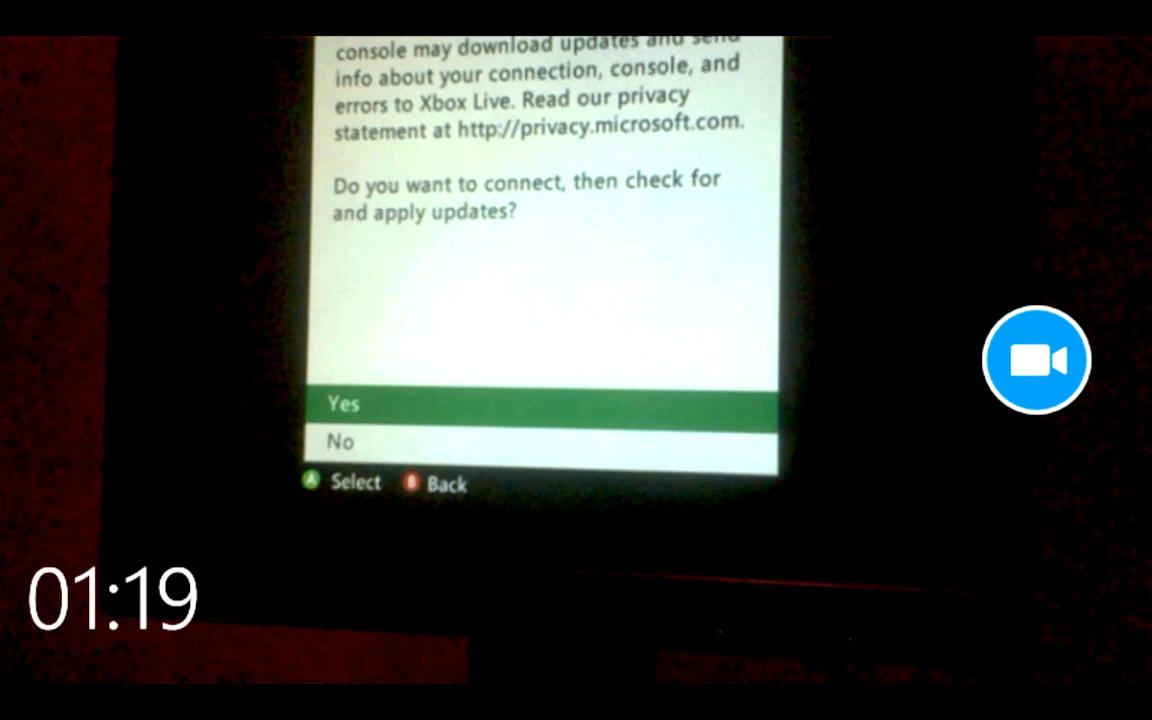 console may download updates and send
info about your connection, console, and
errors to Xbox Live. Read our privacy
statement at http://privacy.microsoft.com.
Do you want to connect, then check for
and apply updates?
Yes
No
A Select B Back
01:19